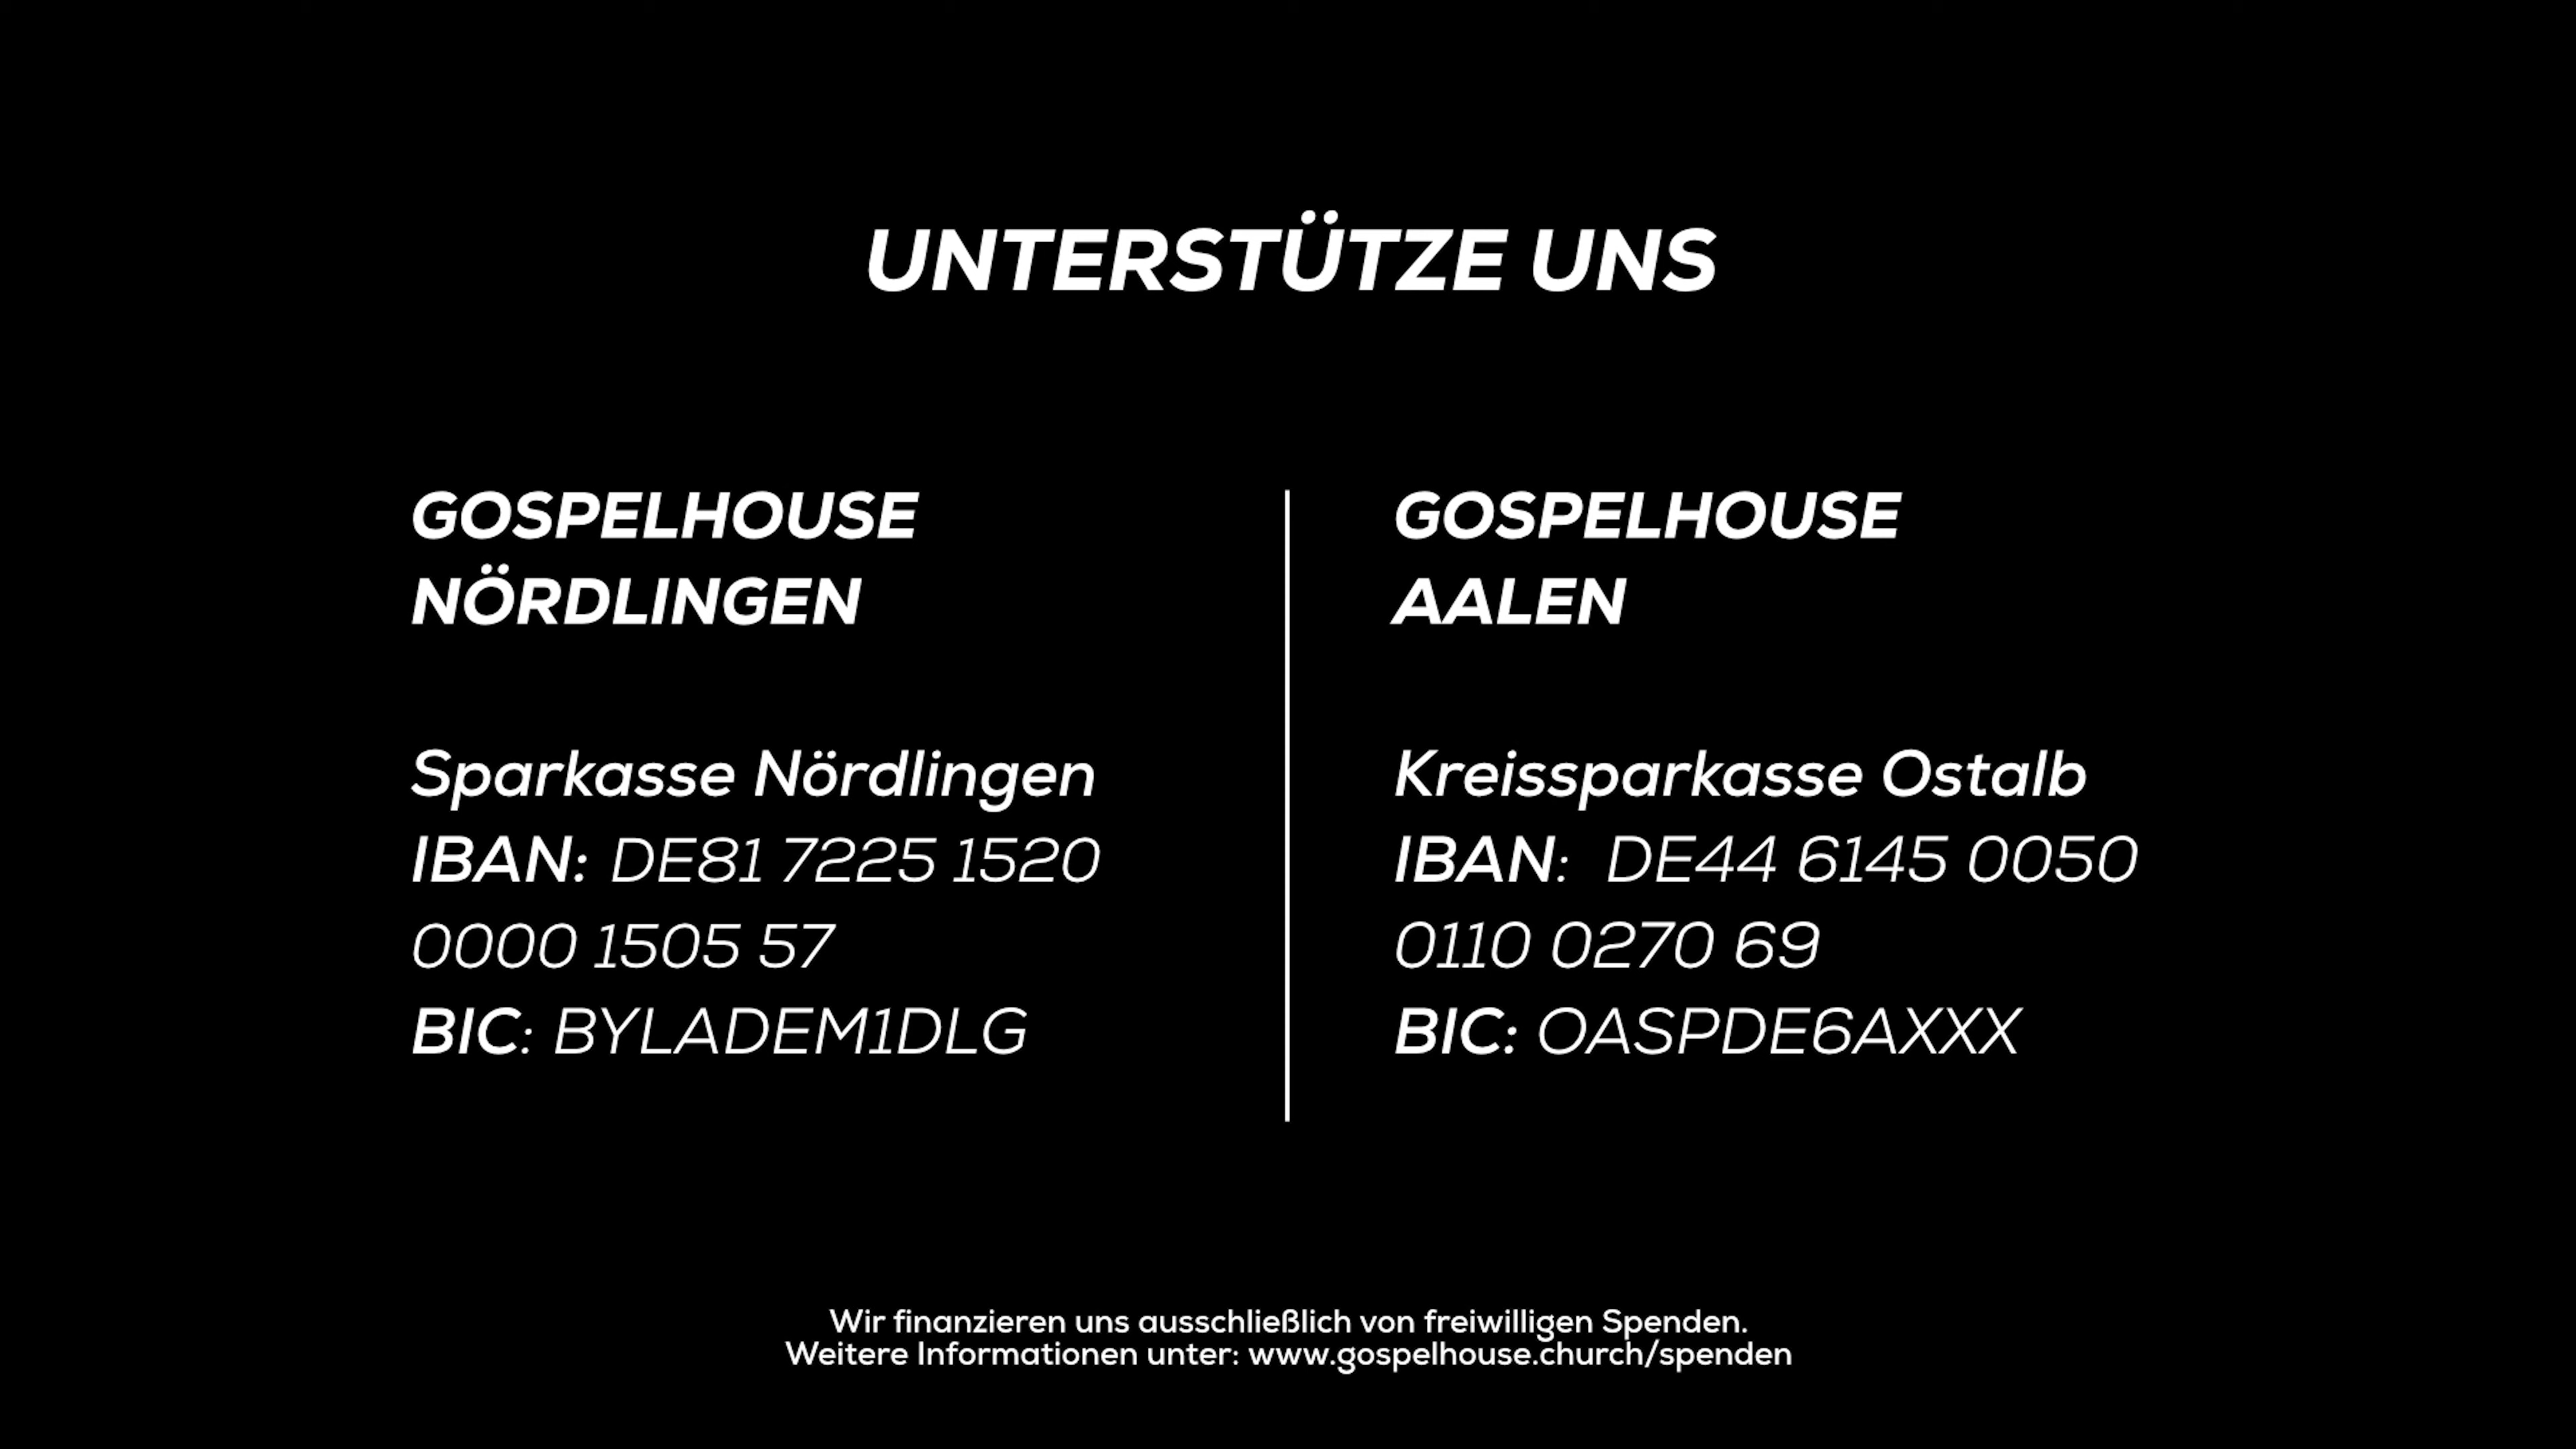 UNTERSTÜTZE UNS
GOSPELHOUSE
NÖRDLINGEN
Sparkasse Nördlingen
IBAN: DE81 7225 1520
0000 1505 57
BIC: BYLADEM1DLG
GOSPELHOUSE
AALEN
Kreissparkasse Ostalb
IBAN: DE44 6145 0050
0110 0270 69
BIC: OASPDE6AXXX
Wir finanzieren uns ausschließlich von freiwilligen Spenden.
Weitere Informationen unter: www.gospelhouse.church/spenden